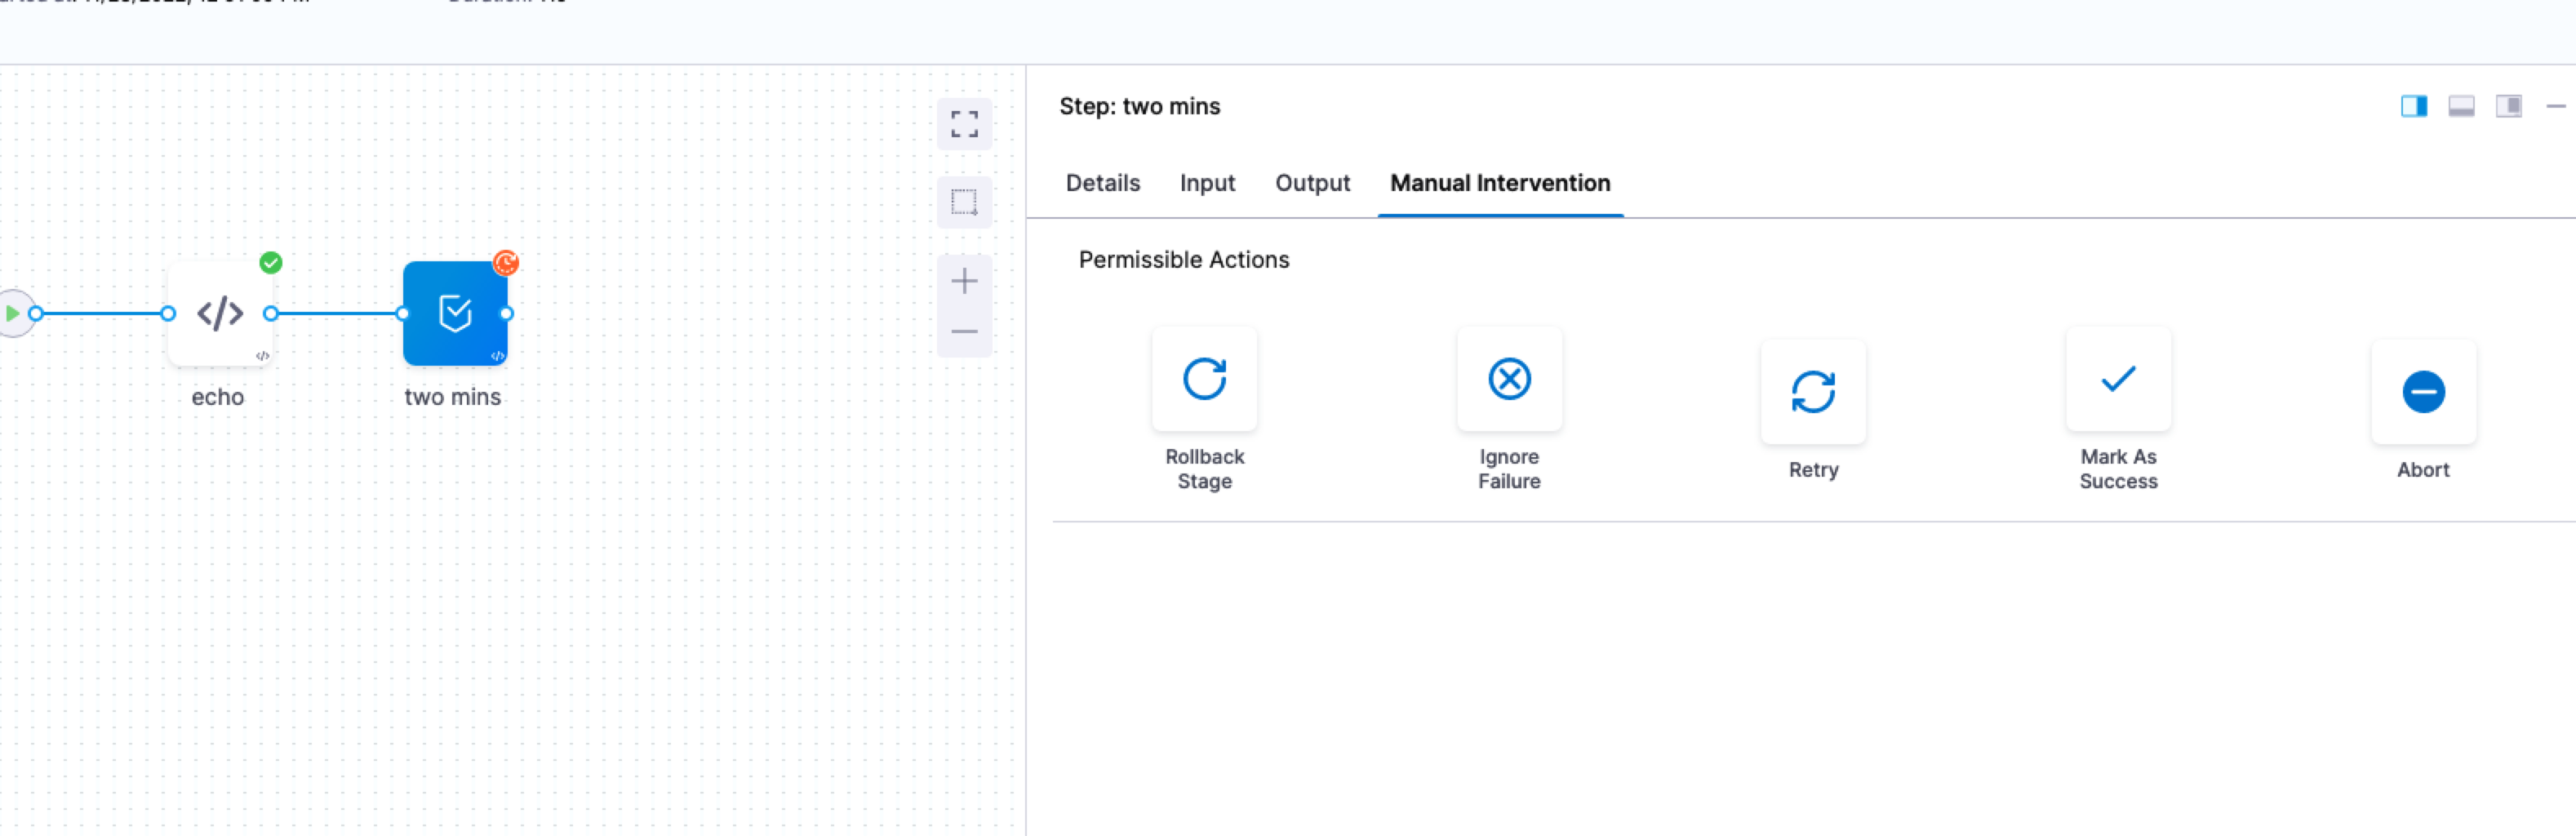 Step: two mins
Details Input Output Manual Intervention
Permissible Actions
echo
two mins
Rollback
Stage
Ignore
Failure
Retry
Mark As
Success
Abort